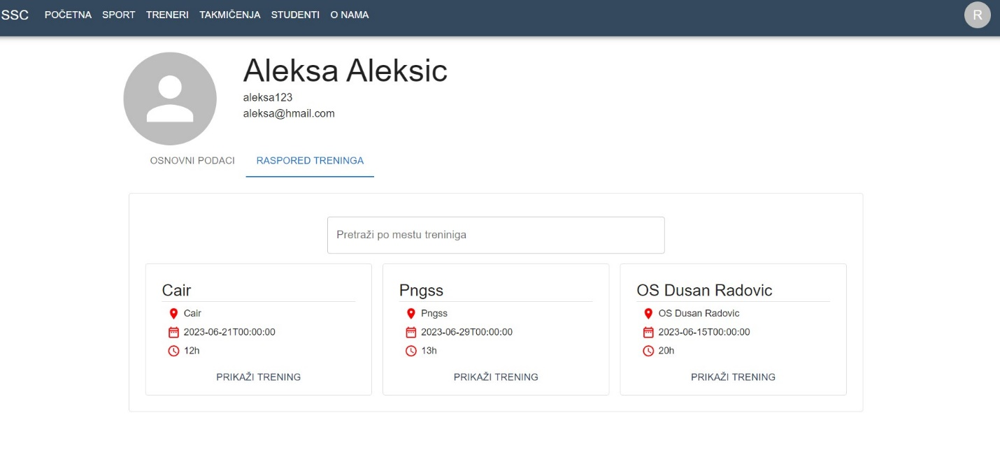 SSC POČETNA SPORT TRENERI TAKMIČENJA STUDENTI O NAMA R
Aleksa Aleksic
aleksa123
aleksa@hmail.com
OSNOVNI PODACI RASPORED TRENINGA
Pretraži po mestu treniniga
Cair
Cair
2023-06-21T00:00:00
12h
PRIKAŽI TRENING
Pngss
Pngss
2023-06-29T00:00:00
13h
PRIKAŽI TRENING
OS Dusan Radovic
OS Dusan Radovic
2023-06-15T00:00:00
20h
PRIKAŽI TRENING